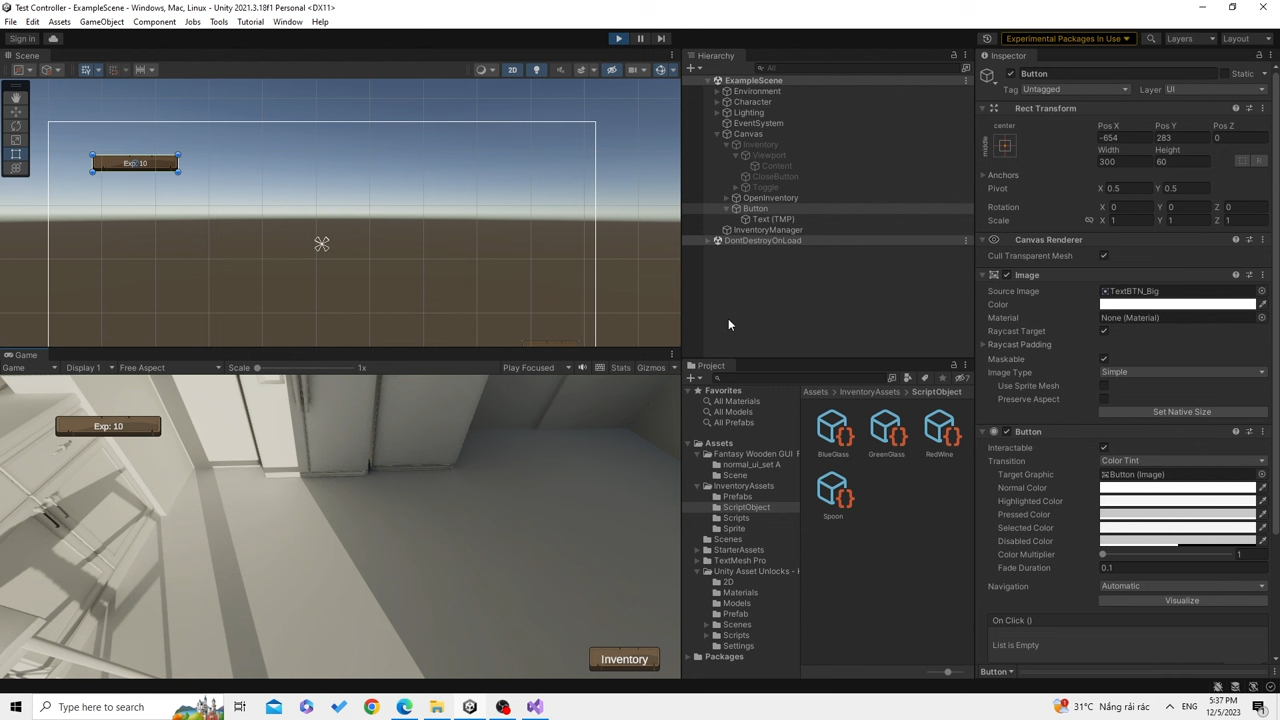 Test Controller - ExampleScene - Windows, Mac, Linux - Unity 2021.3.18f1 Personal <DX11>
File Edit Assets GameObject Component Jobs Tools Tutorial Window Help
Sign in
Experimental Packages In Use
Layers
Layout
Scene
2D
Exp: 10
Hierarchy
All
ExampleScene
Environment
Character
Lighting
EventSystem
Canvas
Inventory
Viewport
Content
CloseButton
Toggle
OpenInventory
Button
Text (TMP)
InventoryManager
DontDestroyOnLoad
Game
Game Display 1 Free Aspect Scale 1x Play Focused Stats Gizmos
Exp: 10
Inventory
Project
7
Favorites
All Materials
All Models
All Prefabs
Assets
Fantasy Wooden GUI F
normal_ui_set A
Scene
InventoryAssets
Prefabs
ScriptObject
Scripts
Sprite
Scenes
StarterAssets
TextMesh Pro
Unity Asset Unlocks - H
2D
Materials
Models
Prefab
Scenes
Scripts
Settings
Packages
Assets InventoryAssets ScriptObject
BlueGlass GreenGlass RedWine
Spoon
Inspector
Button Static
Tag Untagged Layer UI
Rect Transform
center
middle
Pos X Pos Y Pos Z
-654 283 0
Width Height
300 60
R
Anchors
Pivot X 0.5 Y 0.5
Rotation X 0 Y 0 Z 0
Scale X 1 Y 1 Z 1
Canvas Renderer
Cull Transparent Mesh
Image
Source Image TextBTN_Big
Color
Material None (Material)
Raycast Target
Raycast Padding
Maskable
Image Type Simple
Use Sprite Mesh
Preserve Aspect
Set Native Size
Button
Interactable
Transition Color Tint
Target Graphic Button (Image)
Normal Color
Highlighted Color
Pressed Color
Selected Color
Disabled Color
Color Multiplier 1
Fade Duration 0.1
Navigation Automatic
Visualize
On Click ()
List is Empty
Button
Type here to search
31°C Nắng rải rác
5:37 PM
12/5/2023
1